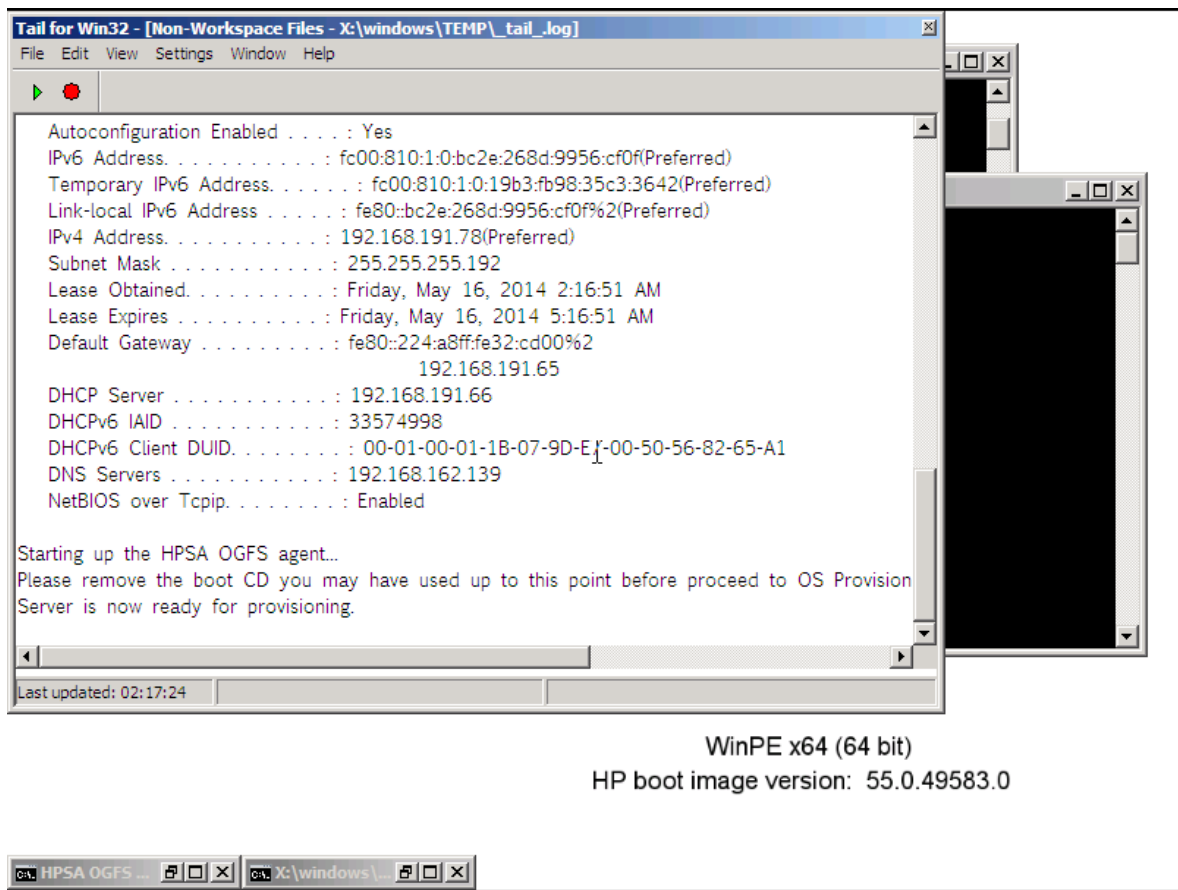 Tail for Win32 - [Non-Workspace Files - X:\windows\TEMP\_tail_.log]
File Edit View Settings Window Help
Autoconfiguration Enabled . . . . : Yes
IPv6 Address. . . . . . . . . . . : fc00:810:1:0:bc2e:268d:9956:cf0f(Preferred)
Temporary IPv6 Address. . . . . . : fc00:810:1:0:19b3:fb98:35c3:3642(Preferred)
Link-local IPv6 Address . . . . . : fe80::bc2e:268d:9956:cf0f%2(Preferred)
IPv4 Address. . . . . . . . . . . : 192.168.191.78(Preferred)
Subnet Mask . . . . . . . . . . . : 255.255.255.192
Lease Obtained. . . . . . . . . . : Friday, May 16, 2014 2:16:51 AM
Lease Expires . . . . . . . . . . : Friday, May 16, 2014 5:16:51 AM
Default Gateway . . . . . . . . . : fe80::224:a8ff:fe32:cd00%2
192.168.191.65
DHCP Server . . . . . . . . . . . : 192.168.191.66
DHCPv6 IAID . . . . . . . . . . . : 33574998
DHCPv6 Client DUID. . . . . . . . :
DNS Servers . . . . . . . . . . . : 192.168.162.139
NetBIOS over Tcpip. . . . . . . . : Enabled
Starting up the HPSA OGFS agent...
Please remove the boot CD you may have used up to this point before proceed to OS Provision
Server is now ready for provisioning.
Last updated: 02:17:24
WinPE x64 (64 bit)
HP boot image version: 55.0.49583.0
HPSA OGFS ...
X:\windows\...